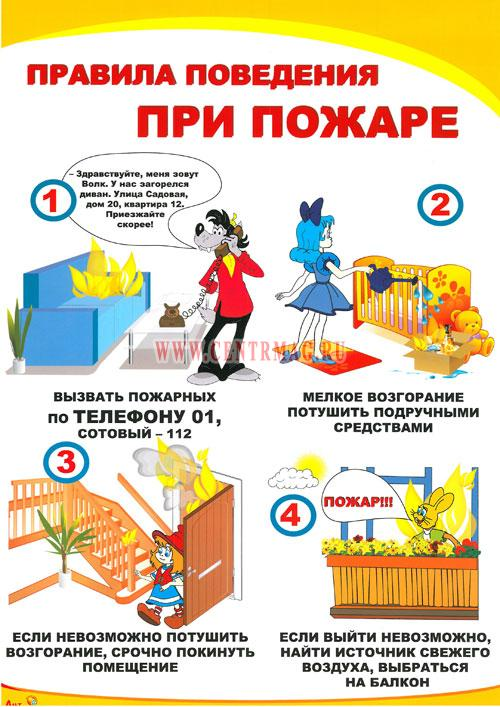 ПРАВИЛА ПОВЕДЕНИЯ
ПРИ ПОЖАРЕ
1
– Здравствуйте, меня зовут
Волк. У нас загорелся
диван. Улица Садовая,
дом 20, квартира 12.
Приезжайте
скорее!
2
WWW.CENTRMAG.RU
ВЫЗВАТЬ ПОЖАРНЫХ
по ТЕЛЕФОНУ 01,
СОТОВЫЙ – 112
МЕЛКОЕ ВОЗГОРАНИЕ
ПОТУШИТЬ ПОДРУЧНЫМИ
СРЕДСТВАМИ
3
4
ПОЖАР!!!
ЕСЛИ НЕВОЗМОЖНО ПОТУШИТЬ
ВОЗГОРАНИЕ, СРОЧНО ПОКИНУТЬ
ПОМЕЩЕНИЕ
ЕСЛИ ВЫЙТИ НЕВОЗМОЖНО,
НАЙТИ ИСТОЧНИК СВЕЖЕГО
ВОЗДУХА, ВЫБРАТЬСЯ
НА БАЛКОН